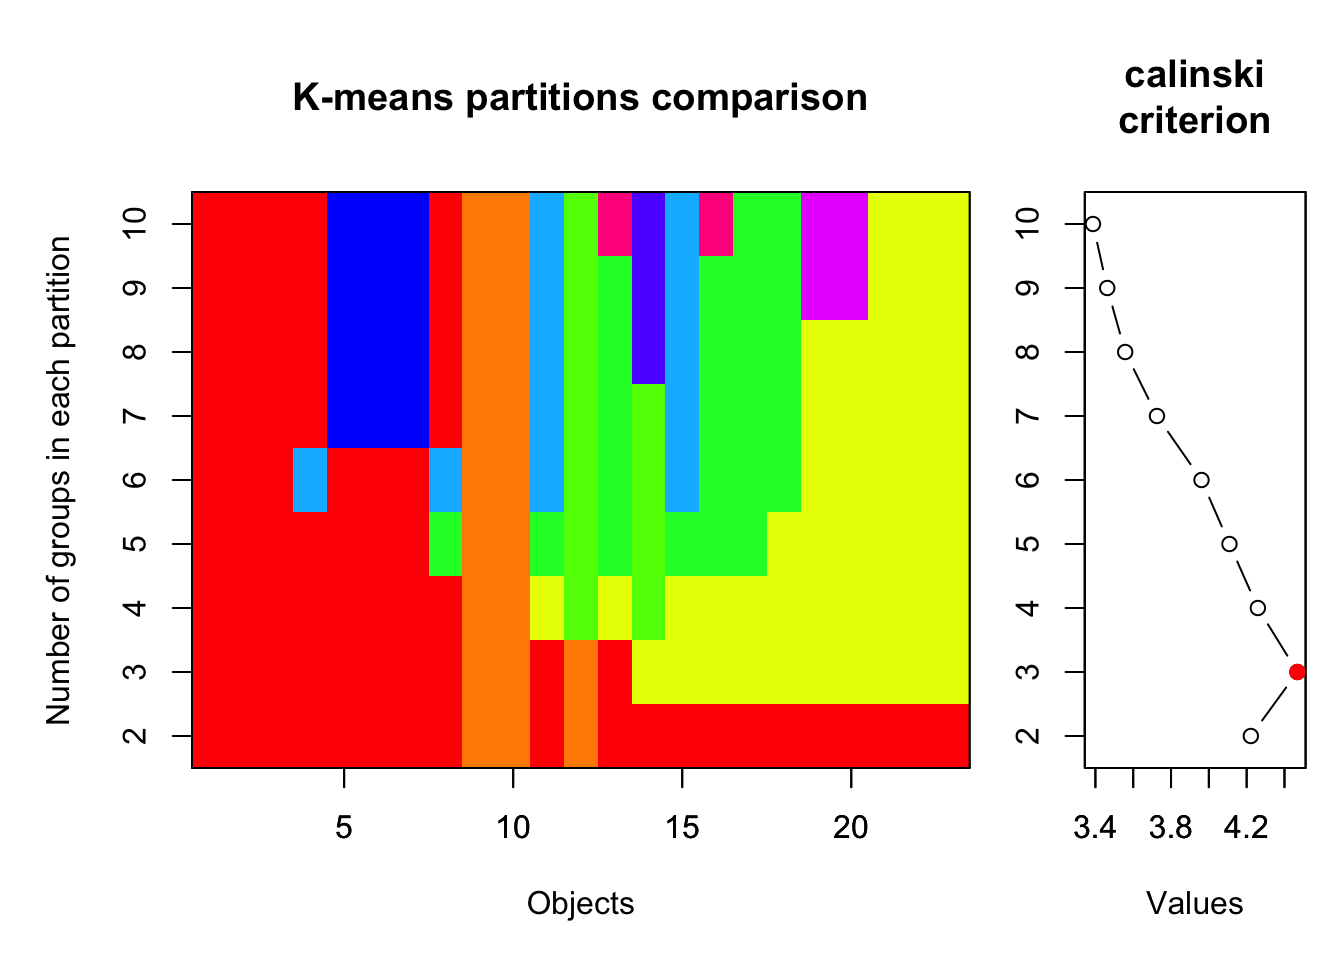 K-means partitions comparison
calinski
criterion
Number of groups in each partition
10
9
8
7
6
5
4
3
2
5 10 15 20
Objects
10
9
8
7
6
5
4
3
2
3.4 3.8 4.2
Values